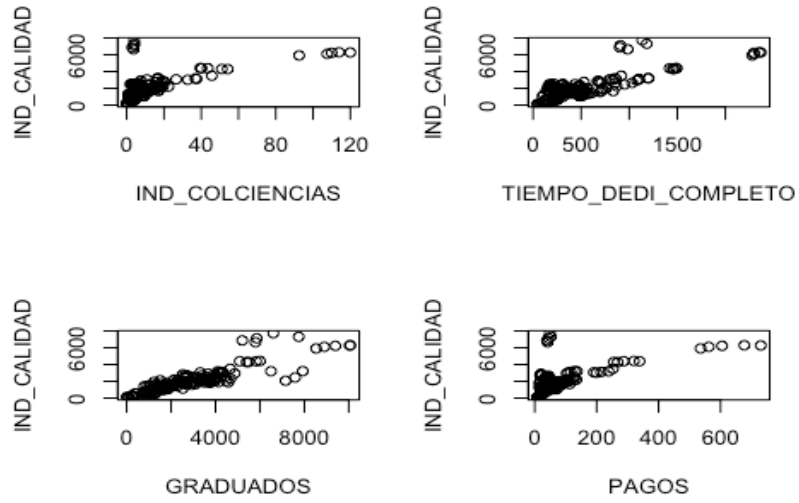 IND_CALIDAD
0 6000
0 40 80 120
IND_COLCIENCIAS
IND_CALIDAD
0 6000
0 500 1500
TIEMPO_DEDI_COMPLETO
IND_CALIDAD
0 6000
0 4000 8000
GRADUADOS
IND_CALIDAD
0 6000
0 200 400 600
PAGOS